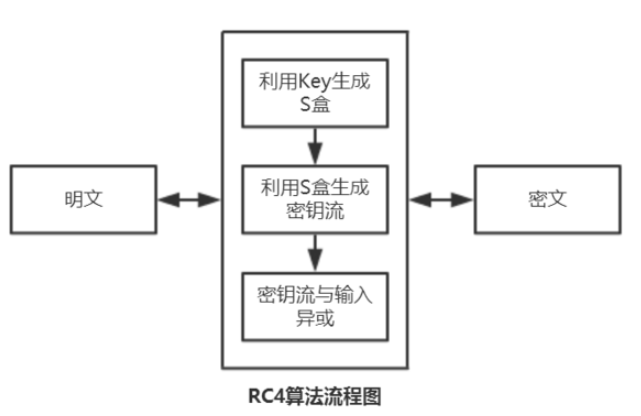 利用Key生成
S盒
明文
利用S盒生成
密钥流
密文
密钥流与输入
异或
RC4算法流程图